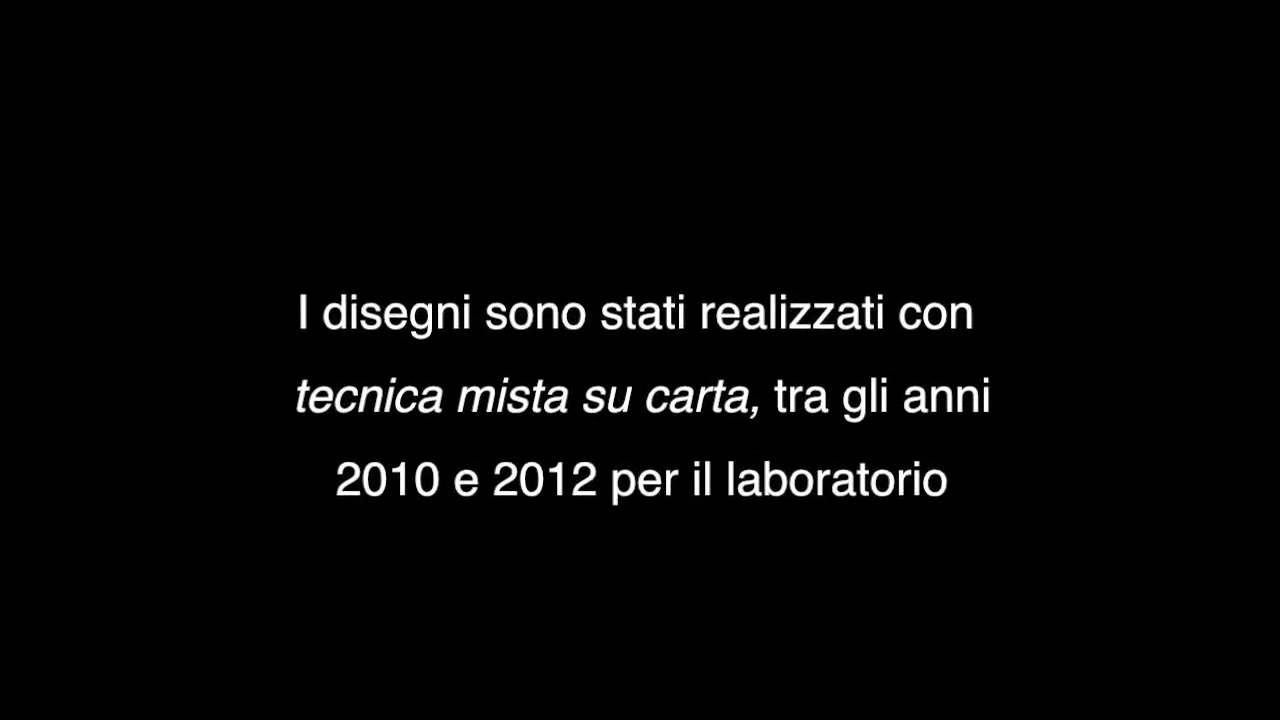 I disegni sono stati realizzati con
tecnica mista su carta, tra gli anni
2010 e 2012 per il laboratorio